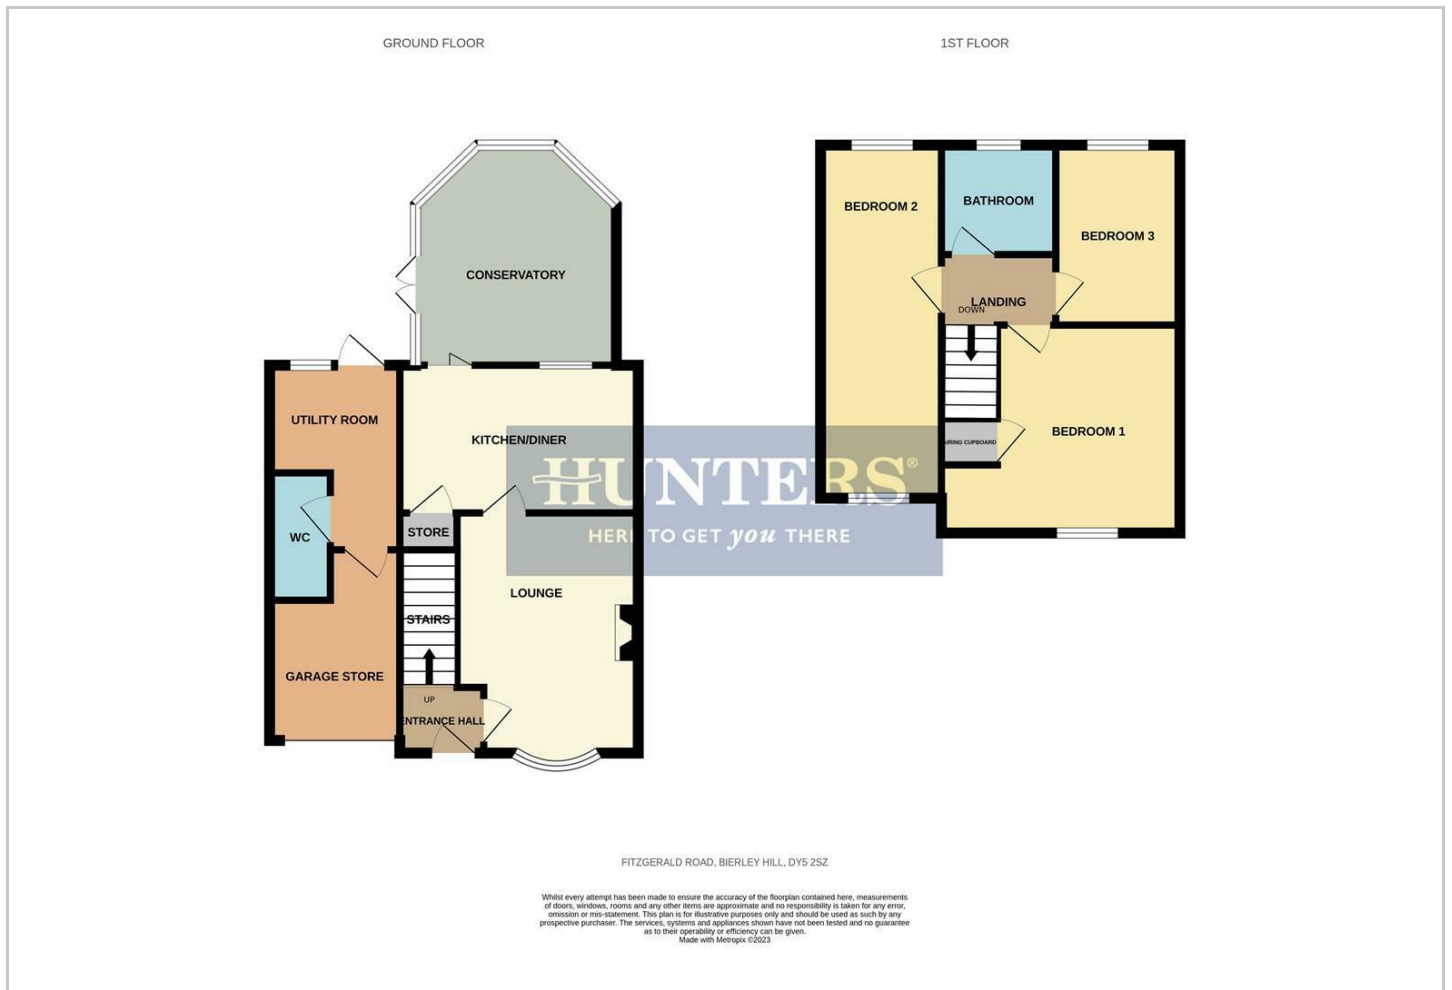 GROUND FLOOR
1ST FLOOR
CONSERVATORY
UTILITY ROOM
KITCHEN/DINER
WC
STORE
LOUNGE
STAIRS
GARAGE STORE
UP
ENTRANCE HALL
BEDROOM 2
BATHROOM
BEDROOM 3
LANDING
DOWN
AIRING CUPBOARD
BEDROOM 1
HUNTERS®
HERE TO GET you THERE
FITZGERALD ROAD, BIERLEY HILL, DY5 2SZ
Whilst every attempt has been made to ensure the accuracy of the floorplan contained here, measurements
of doors, windows, rooms and any other items are approximate and no responsibility is taken for any error,
omission or mis-statement. This plan is for illustrative purposes only and should be used as such by any
prospective purchaser. The services, systems and appliances shown have not been tested and no guarantee
as to their operability or efficiency can be given.
Made with Metropix ©2023